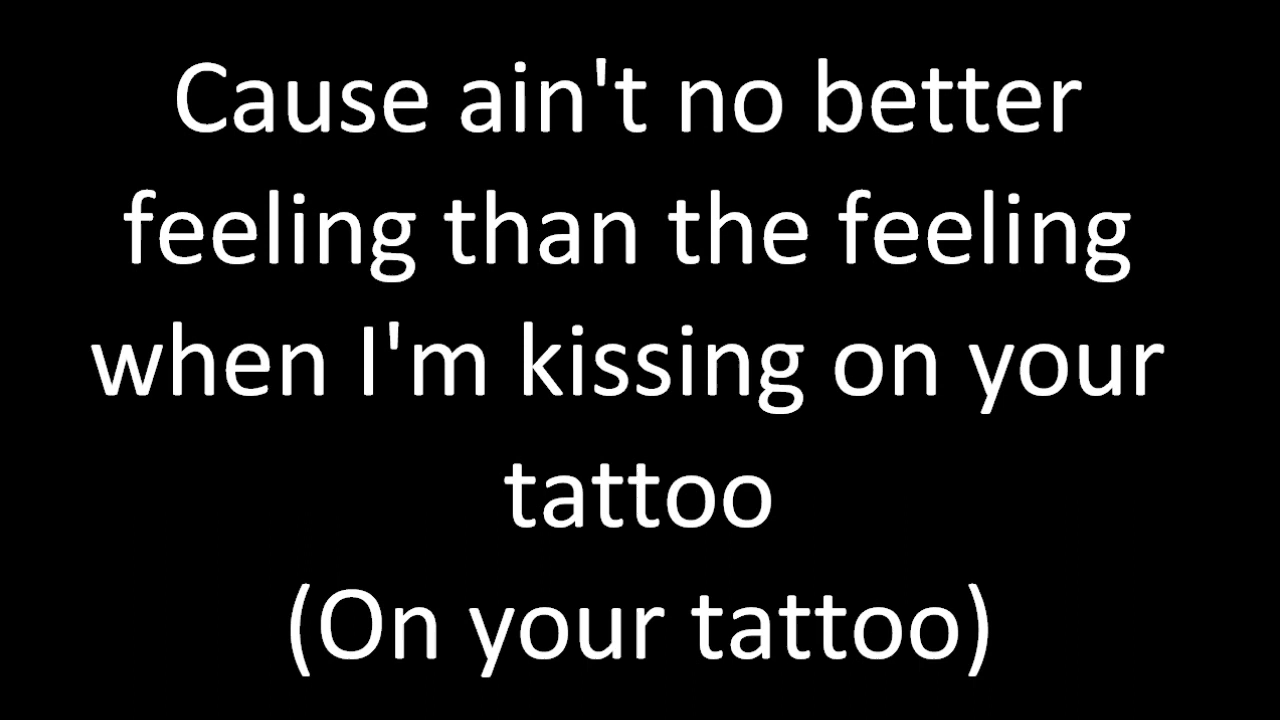 Cause ain't no better
feeling than the feeling
when I'm kissing on your
tattoo
(On your tattoo)